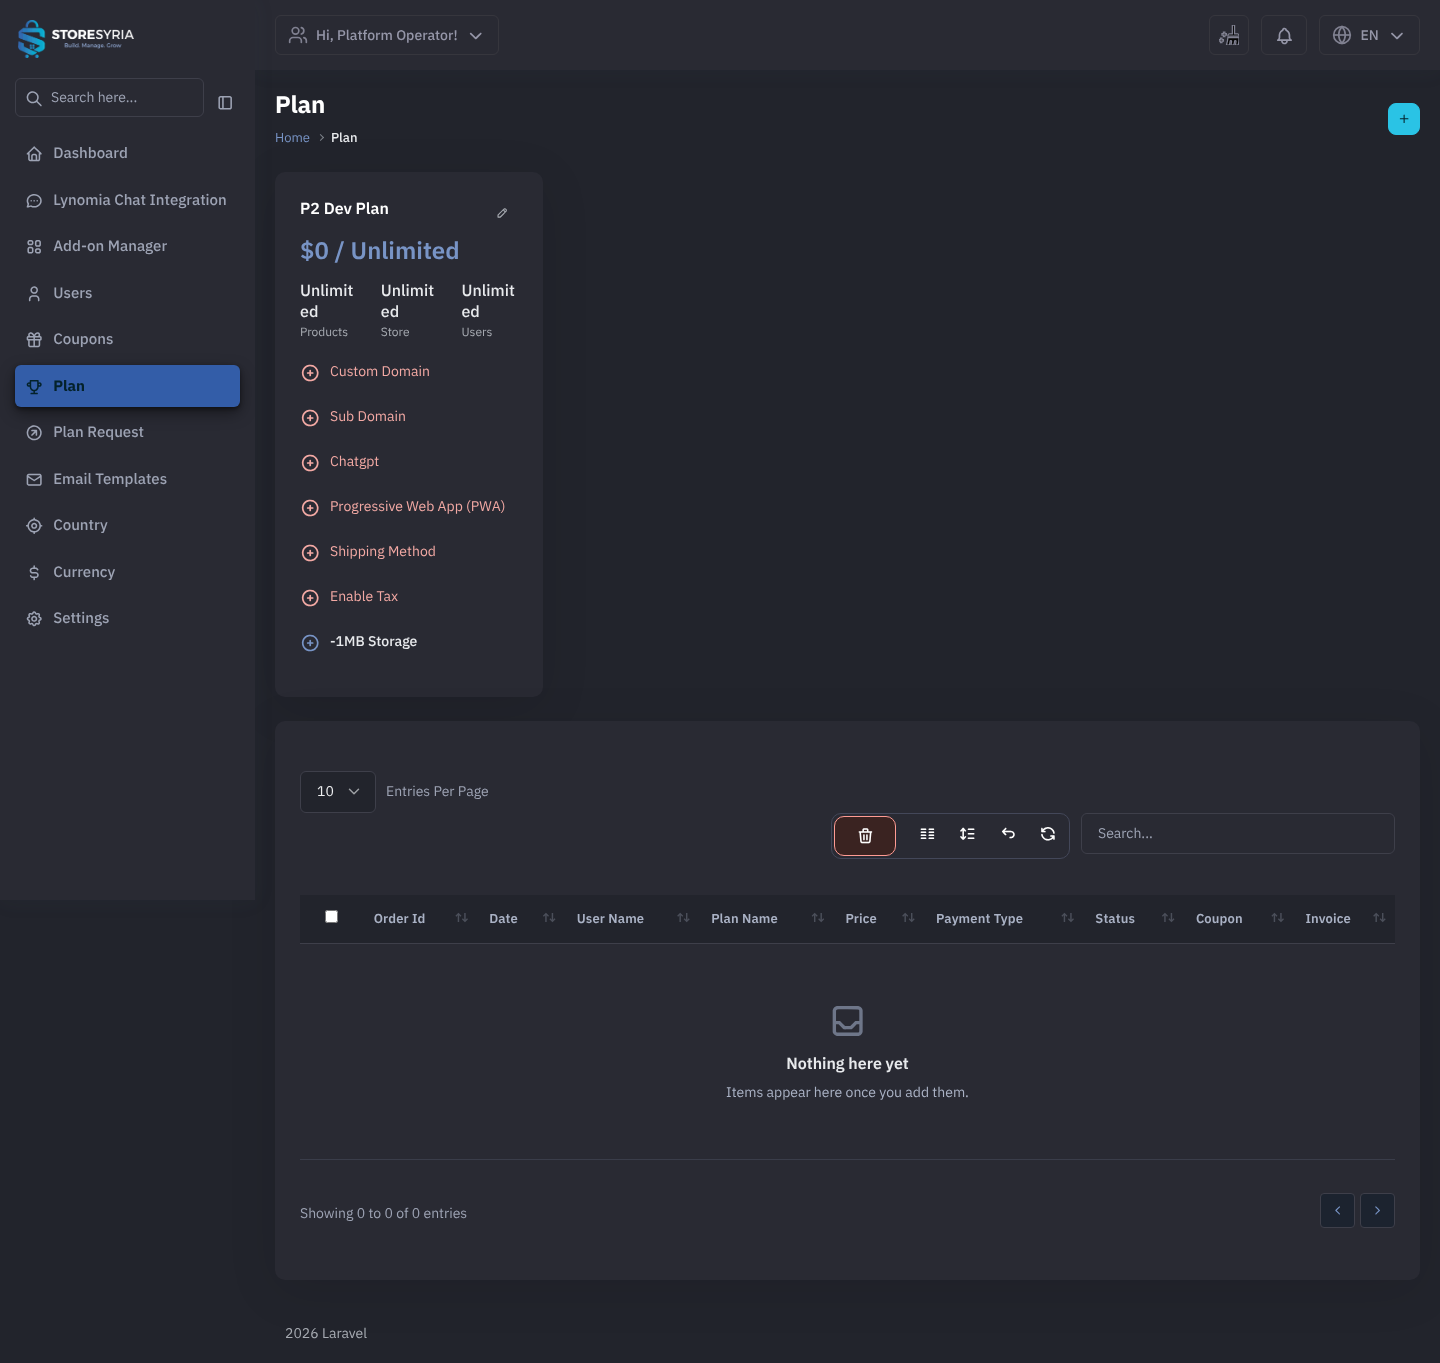 STORESYRIA
Build. Manage. Grow
Hi, Platform Operator!
EN
Search here...
Dashboard
Lynomia Chat Integration
Add-on Manager
Users
Coupons
Plan
Plan Request
Email Templates
Country
Currency
Settings
Plan
Home > Plan
+
P2 Dev Plan
$0 / Unlimited
Unlimit
ed
Products
Unlimit
ed
Store
Unlimit
ed
Users
Custom Domain
Sub Domain
Chatgpt
Progressive Web App (PWA)
Shipping Method
Enable Tax
-1MB Storage
10 Entries Per Page
Search...
Order Id Date User Name Plan Name Price Payment Type Status Coupon Invoice
Nothing here yet
Items appear here once you add them.
Showing 0 to 0 of 0 entries
2026 Laravel